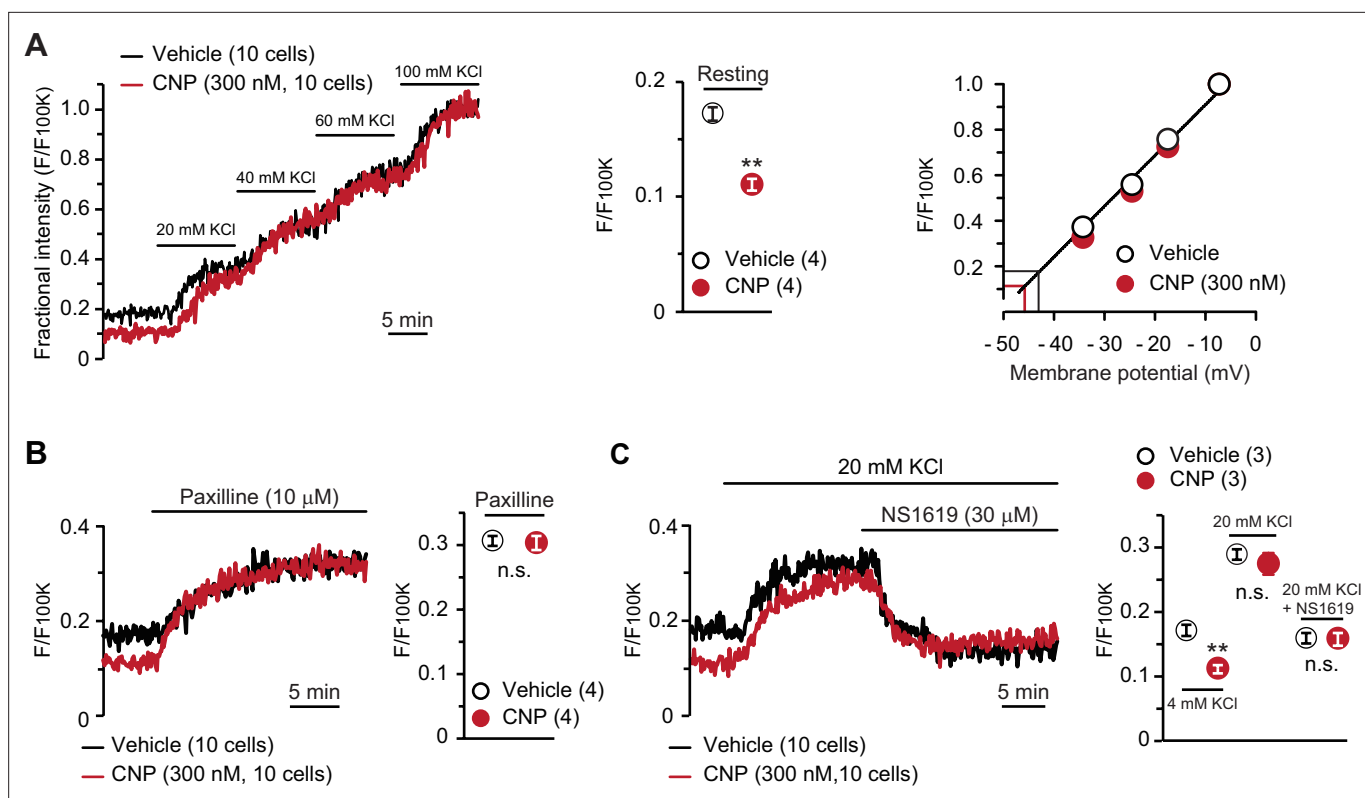 A
Vehicle (10 cells)
CNP (300 nM, 10 cells)
Fractional intensity (F/F100K)
1.0
0.8
0.6
0.4
0.2
0
20 mM KCl
40 mM KCl
60 mM KCl
100 mM KCl
5 min
F/F100K
0.2
0.1
0
Resting
**
Vehicle (4)
CNP (4)
F/F100K
1.0
0.8
0.6
0.4
0.2
Vehicle
CNP (300 nM)
- 50 - 40 - 30 - 20 - 10 0
Membrane potential (mV)
B
Paxilline (10 μM)
F/F100K
0.4
0.2
0
5 min
Vehicle (10 cells)
CNP (300 nM, 10 cells)
F/F100K
0.3
0.2
0.1
0
Paxilline
n.s.
Vehicle (4)
CNP (4)
C
20 mM KCl
NS1619 (30 μM)
F/F100K
0.4
0.2
0
5 min
Vehicle (10 cells)
CNP (300 nM,10 cells)
Vehicle (3)
CNP (3)
F/F100K
0.3
0.2
0.1
0
20 mM KCl
n.s.
20 mM KCl
+ NS1619
n.s.
**
4 mM KCl